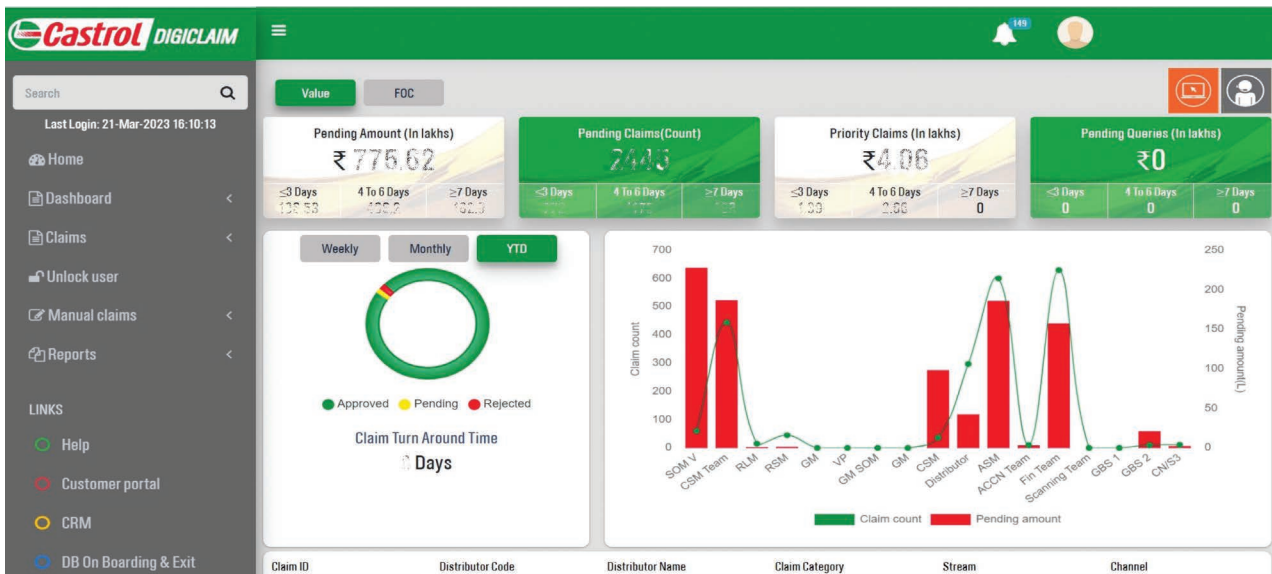 Castrol DIGICLAIM
149
Search
Last Login: 21-Mar-2023 16:10:13
Home
Dashboard
Claims
Unlock user
Manual claims
Reports
LINKS
Help
Customer portal
CRM
DB On Boarding & Exit
Value FOC
Pending Amount (In lakhs)
₹775.62
≤3 Days 4 To 6 Days ≥7 Days
Pending Claims(Count)
≤3 Days 4 To 6 Days ≥7 Days
Priority Claims (In lakhs)
₹4.06
≤3 Days 4 To 6 Days ≥7 Days
0
Pending Queries (In lakhs)
₹0
≤3 Days 4 To 6 Days ≥7 Days
0 0 0
Weekly Monthly YTD
Approved Pending Rejected
Claim Turn Around Time
Days
700
600
500
400
300
200
100
0
Claim count
250
200
150
100
50
0
Pending amount(L)
SOM V CSM Team RLM RSM GM VP GM SOM GM CSM Distributor ASM ACCN Team Fin Team Scanning Team GBS 1 GBS 2 CN/S3
Claim count Pending amount
Claim ID Distributor Code Distributor Name Claim Category Stream Channel